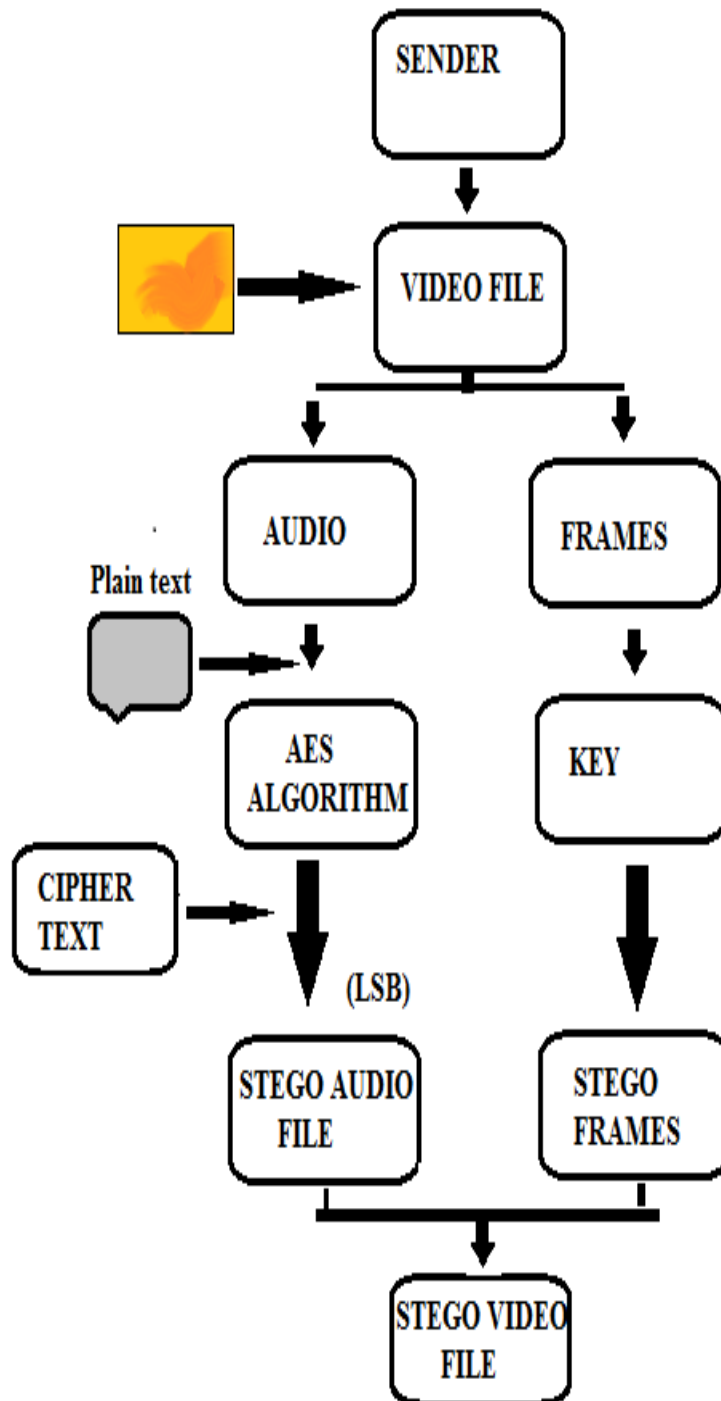 SENDER
VIDEO FILE
AUDIO
FRAMES
Plain text
AES
ALGORITHM
KEY
CIPHER
TEXT
(LSB)
STEGO AUDIO
FILE
STEGO
FRAMES
STEGO VIDEO
FILE